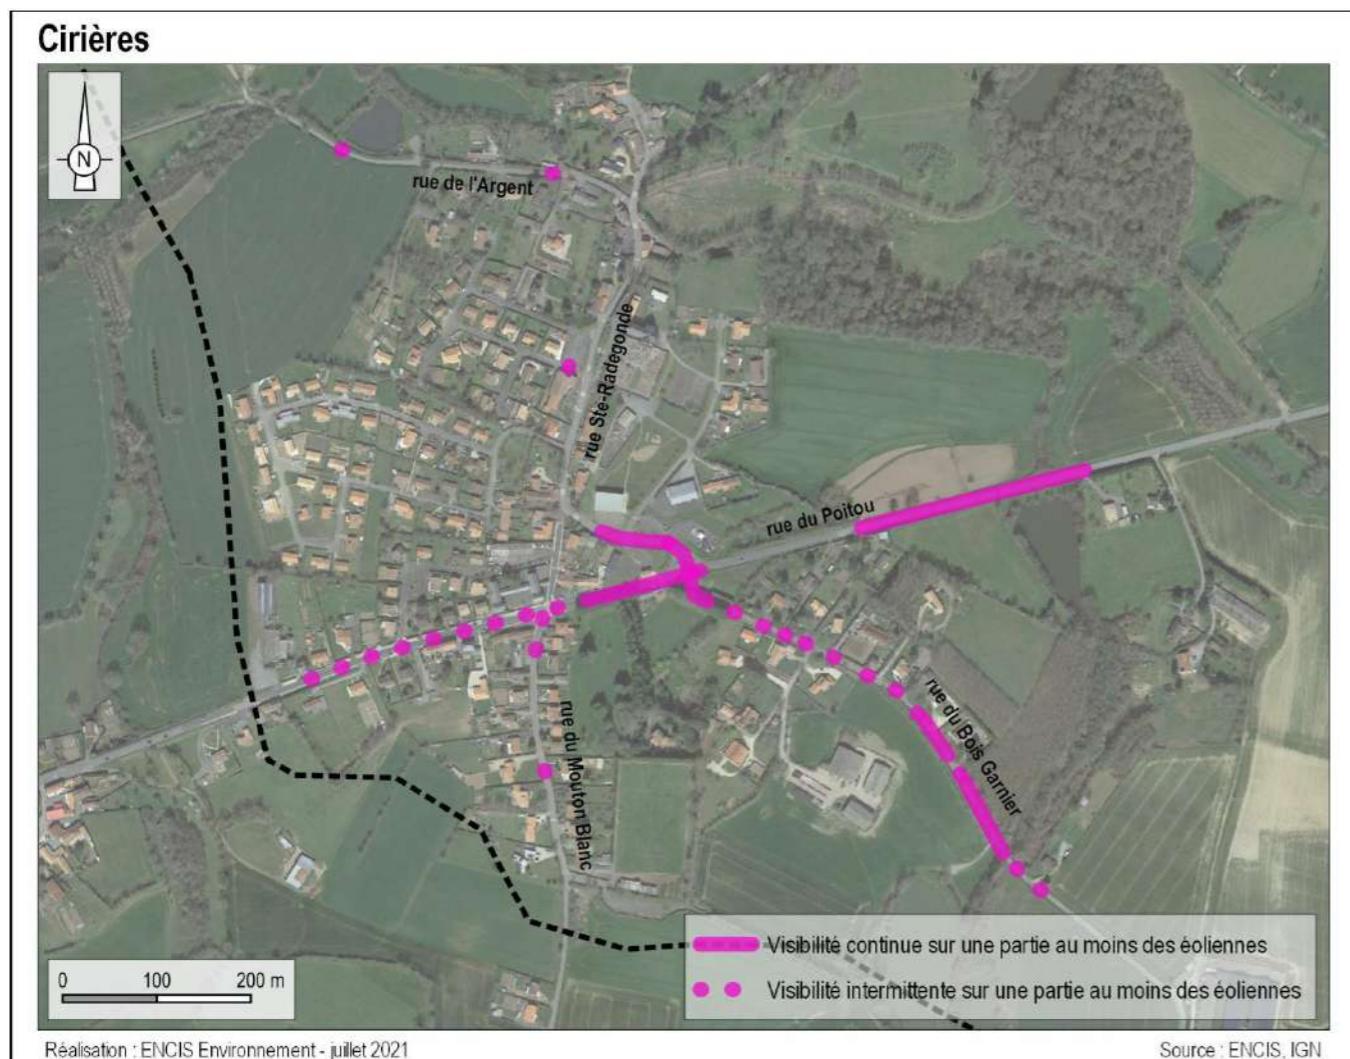 Cirières
N
rue de l'Argent
rue Ste-Radegonde
rue du Poitou
rue du Bois Garnier
rue du Mouton Blanc
Visibilité continue sur une partie au moins des éoliennes
Visibilité intermittente sur une partie au moins des éoliennes
0 100 200 m
Réalisation : ENCIS Environnement - juillet 2021
Source : ENCIS, IGN